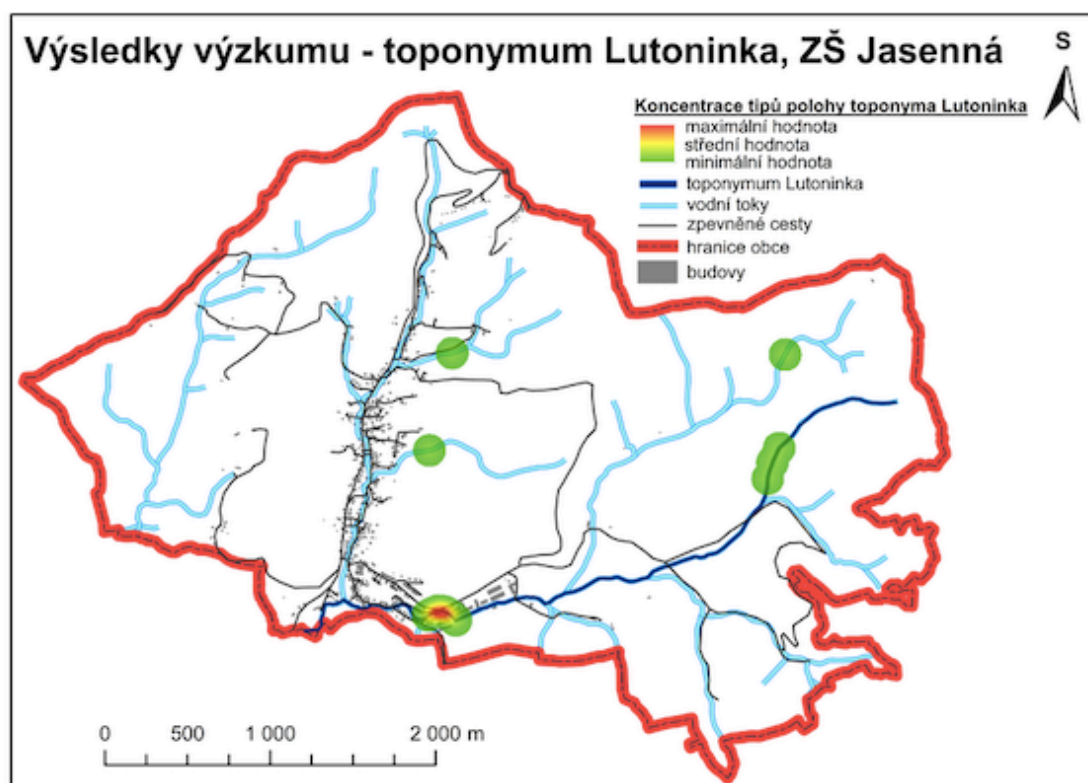 Výsledky výzkumu - toponymum Lutoninka, ZŠ Jasenná
S
Koncentrace tipů polohy toponyma Lutoninka
maximální hodnota
střední hodnota
minimální hodnota
toponymum Lutoninka
vodní toky
zpevněné cesty
hranice obce
budovy
0 500 1 000 2 000 m